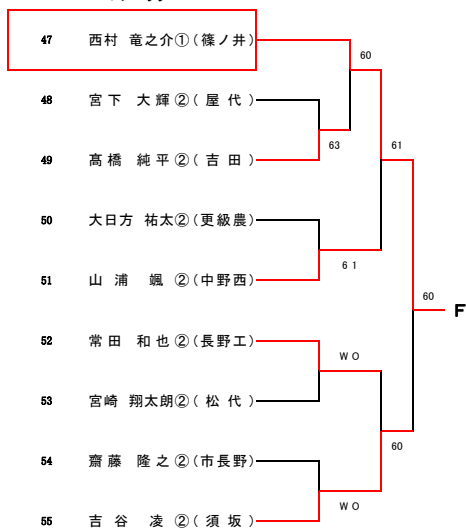 47 西村 竜之介①(篠ノ井)
60
48 宮下 大輝②(屋代)
63
61
49 髙橋 純平②(吉田)
50 大日方 祐太②(更級農)
61
51 山浦 颯 ②(中野西)
60
F
52 常田 和也②(長野工)
WO
53 宮崎 翔太朗②(松代)
60
54 齋藤 隆之②(市長野)
WO
55 吉谷 凌 ②(須坂)